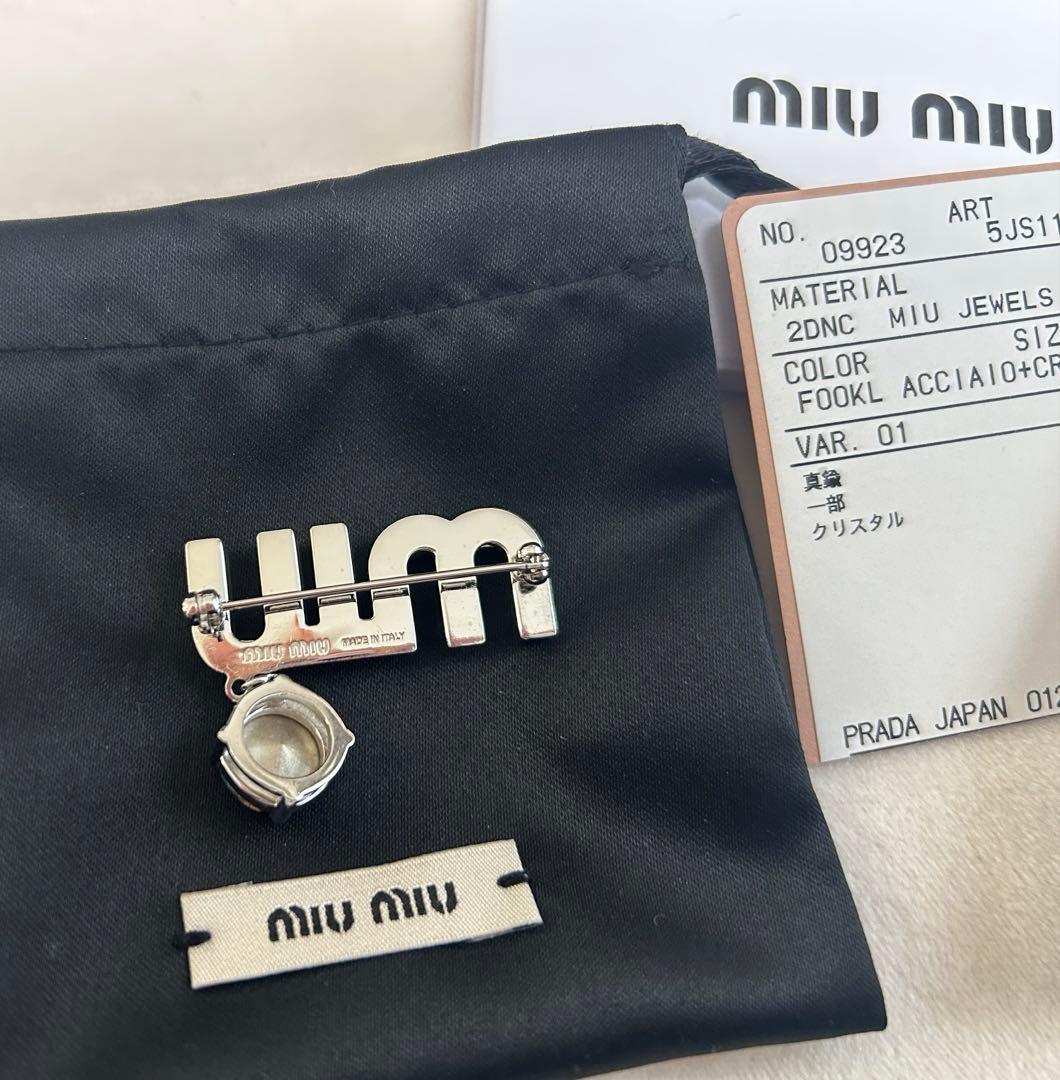 miu miu
NO. ART
09923 5JS11
MATERIAL
2DNC MIU JEWELS
COLOR SIZ
F00KL ACCIAIO+CR
VAR. 01
真鍮
一部
クリスタル
PRADA JAPAN 012
miu miu MADE IN ITALY
miu miu